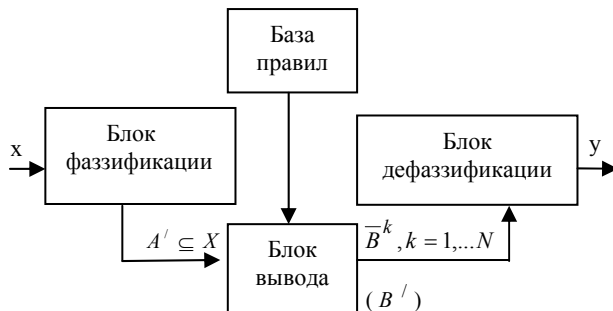 База
правил
x
Блок
фаззификации
Блок
дефаззификации
y
A′ ⊆ X
Блок
вывода
B̅ᵏ, k = 1,...N
(B′)